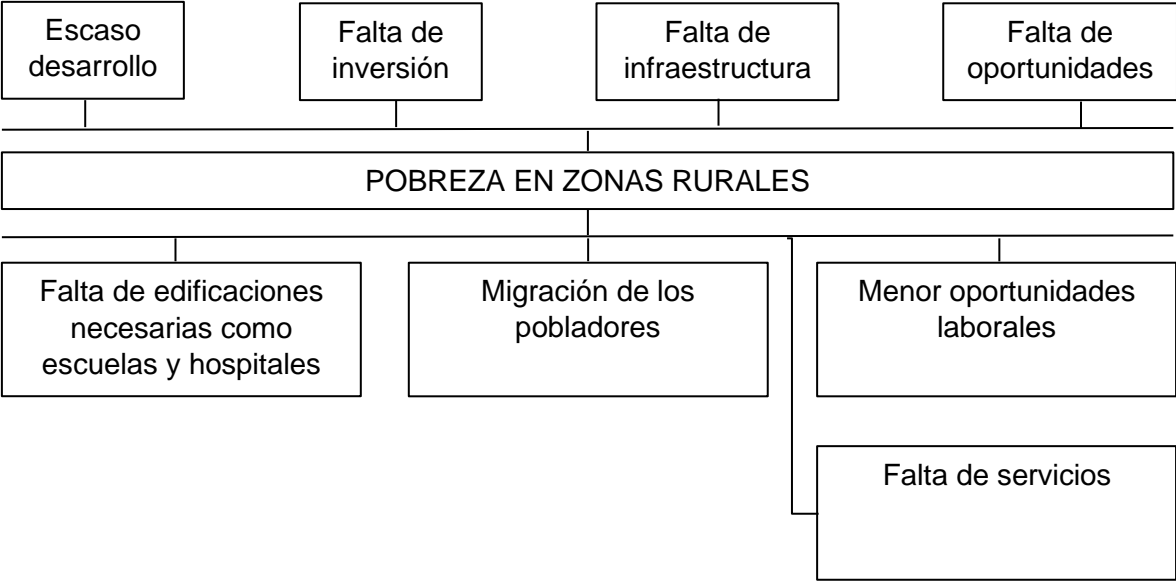 Escaso
desarrollo
Falta de
inversión
Falta de
infraestructura
Falta de
oportunidades
POBREZA EN ZONAS RURALES
Falta de edificaciones
necesarias como
escuelas y hospitales
Migración de los
pobladores
Menor oportunidades
laborales
Falta de servicios